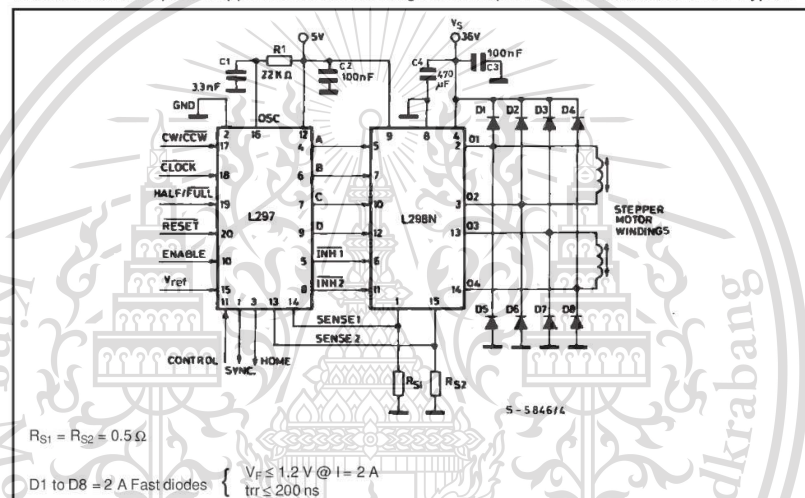 Vs
5V
36V
C1
R1
22KΩ
3.3nF
C2
100nF
C4
470
µF
100nF
C3
GND
OSC
D1 D2 D3 D4
2 16 12
9 8 4
CW/CCW 17
4 A 5
2 O1
CLOCK 18
6 B 7
HALF/FULL 19
7 C 10
3 O2
L297
L298N
STEPPER
MOTOR
WINDINGS
RESET 20
9 D 12
13 O3
ENABLE 10
5 INH1 6
Vref 15
8 INH2 11
14 O4
11 1 3 13 14
1 15
D5 D6 D7 D8
SENSE1
SENSE2
CONTROL
SYNC.
HOME
RS1
RS2
S-5846/4
RS1 = RS2 = 0.5 Ω
D1 to D8 = 2 A Fast diodes { VF ≤ 1.2 V @ I = 2 A
trr ≤ 200 ns
dkrabang